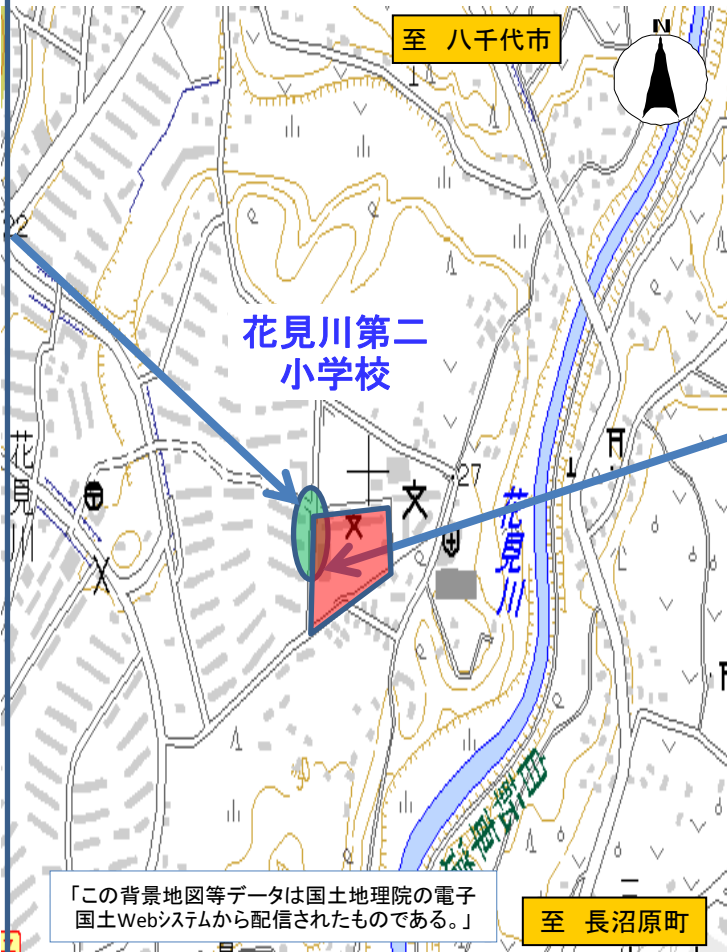 至 八千代市
N
22
花見川第二
小学校
花見川
27
文
文
花見川
「この背景地図等データは国土地理院の電子
国土Webシステムから配信されたものである。」
至 長沼原町